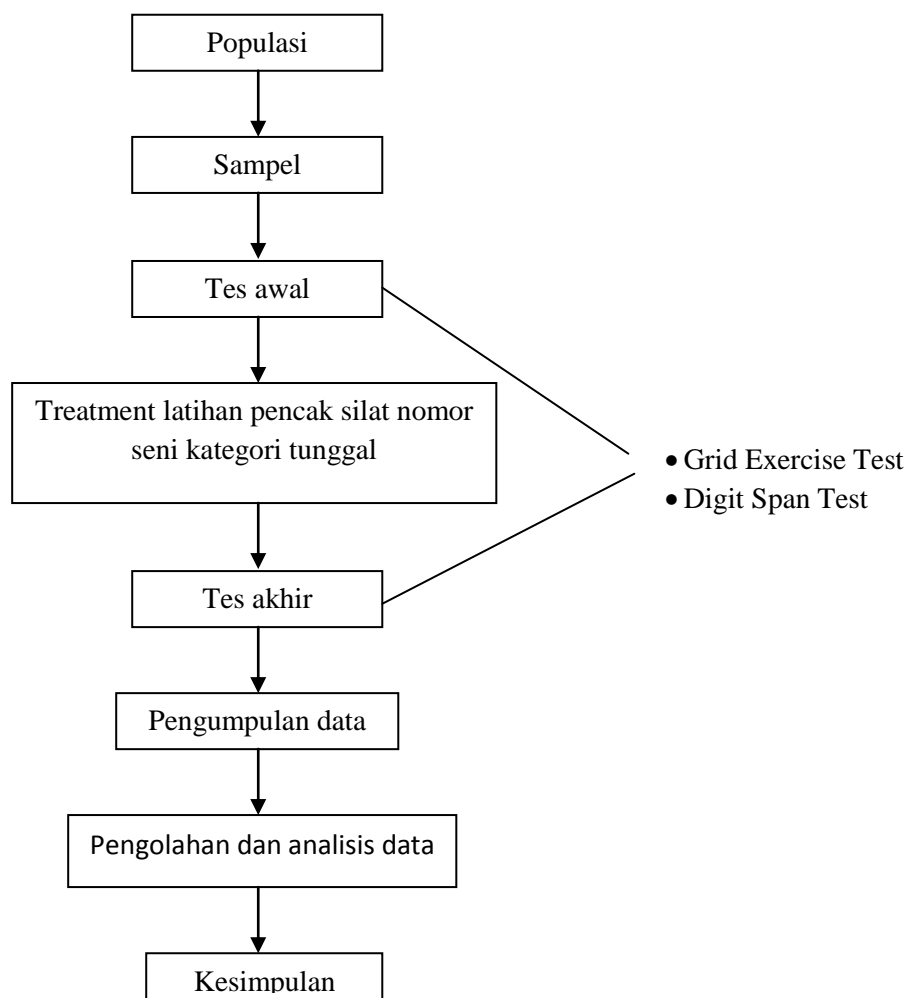 Populasi
Sampel
Tes awal
Treatment latihan pencak silat nomor
seni kategori tunggal
• Grid Exercise Test
• Digit Span Test
Tes akhir
Pengumpulan data
Pengolahan dan analisis data
Kesimpulan